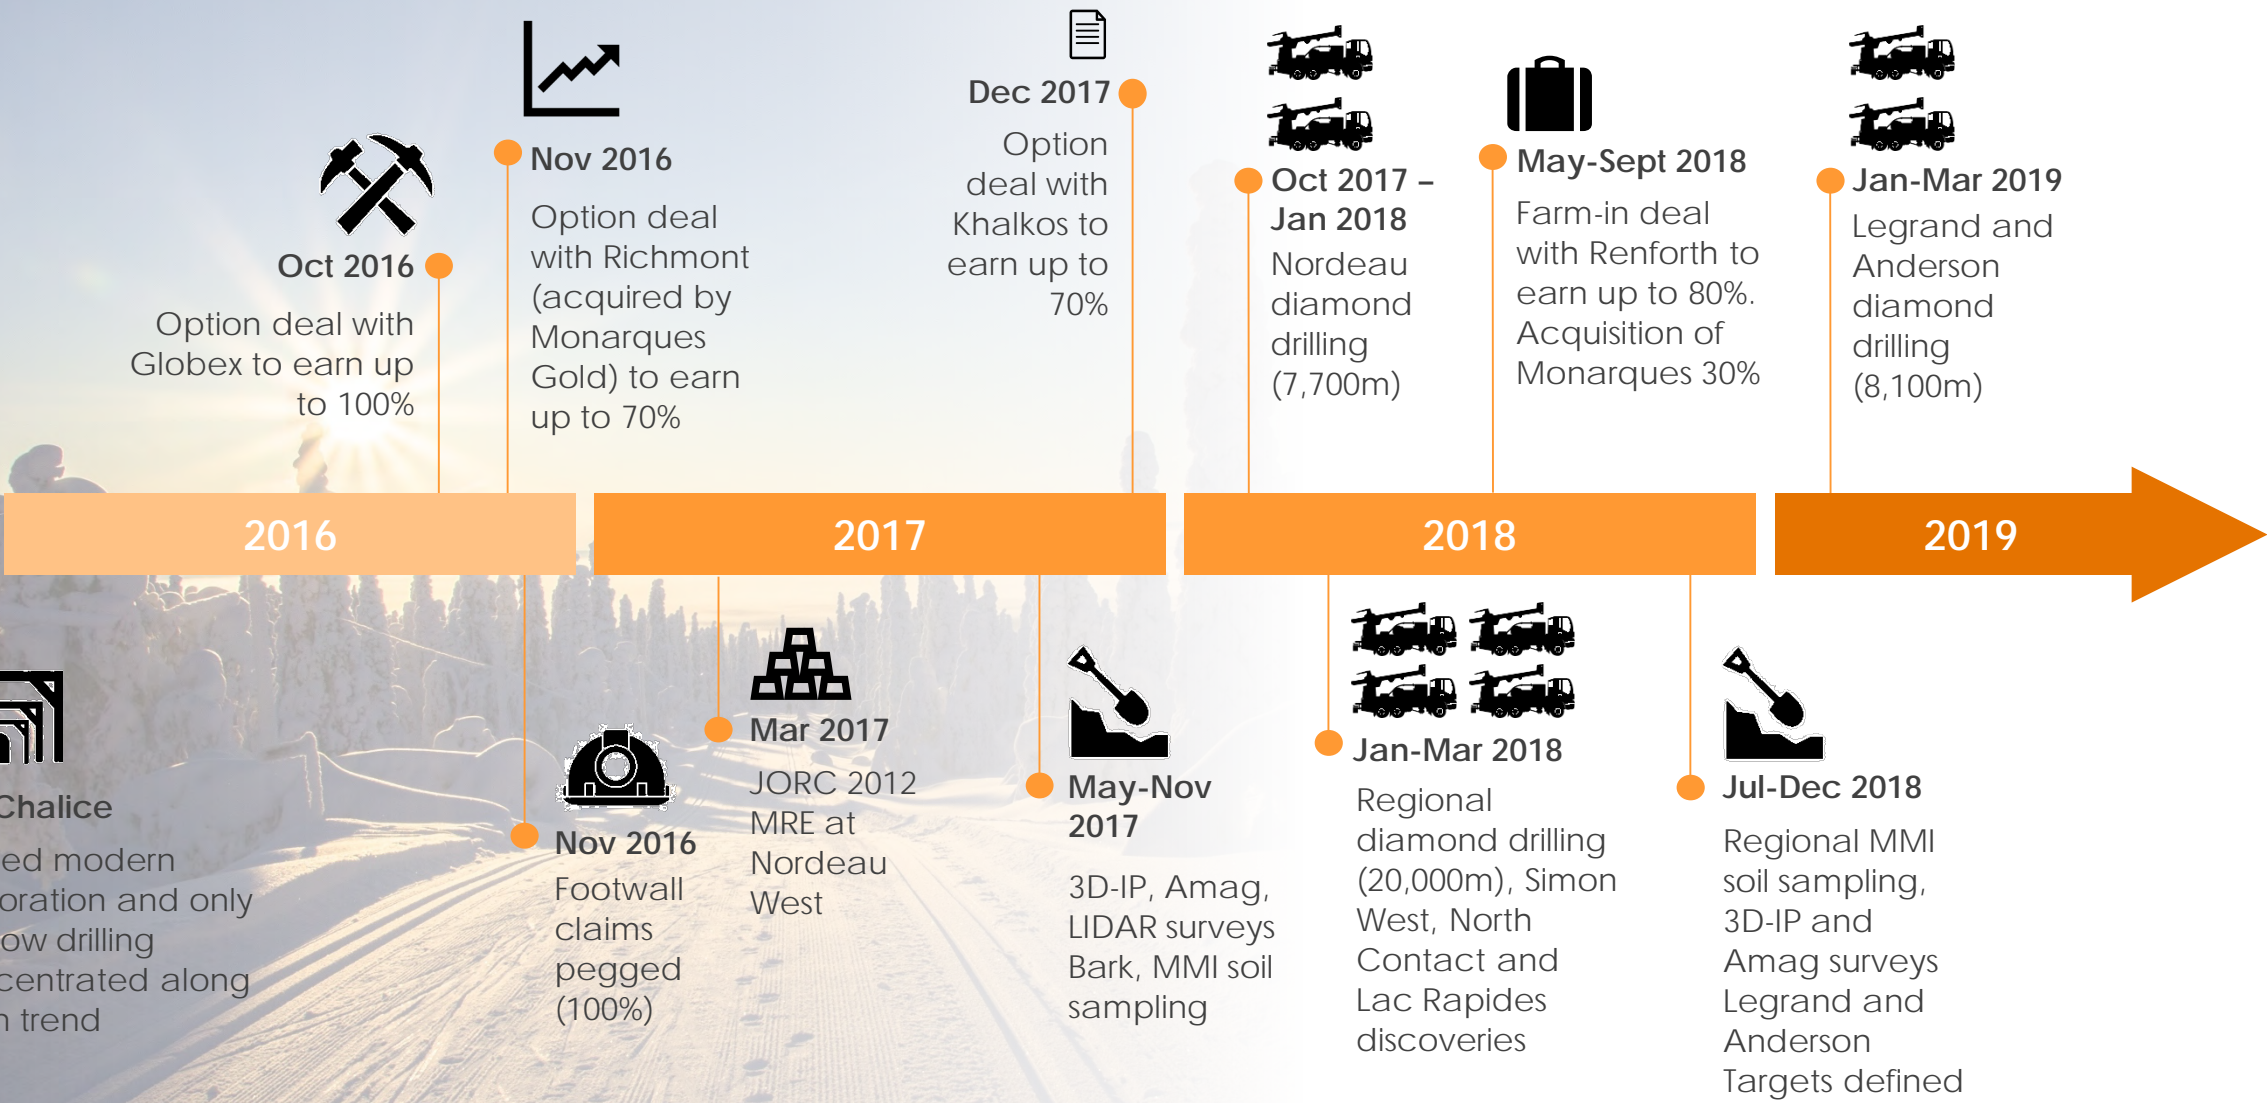 Oct 2016
Option deal with
Globex to earn up
to 100%
Nov 2016
Option deal
with Richmont
(acquired by
Monarques
Gold) to earn
up to 70%
Dec 2017
Option
deal with
Khalkos to
earn up to
70%
Oct 2017 –
Jan 2018
Nordeau
diamond
drilling
(7,700m)
May-Sept 2018
Farm-in deal
with Renforth to
earn up to 80%.
Acquisition of
Monarques 30%
Jan-Mar 2019
Legrand and
Anderson
diamond
drilling
(8,100m)
2016
2017
2018
2019
Chalice
modern
and only
drilling
along
trend
Nov 2016
Footwall
claims
pegged
(100%)
Mar 2017
JORC 2012
MRE at
Nordeau
West
May-Nov
2017
3D-IP, Amag,
LIDAR surveys
Bark, MMI soil
sampling
Jan-Mar 2018
Regional
diamond drilling
(20,000m), Simon
West, North
Contact and
Lac Rapides
discoveries
Jul-Dec 2018
Regional MMI
soil sampling,
3D-IP and
Amag surveys
Legrand and
Anderson
Targets defined